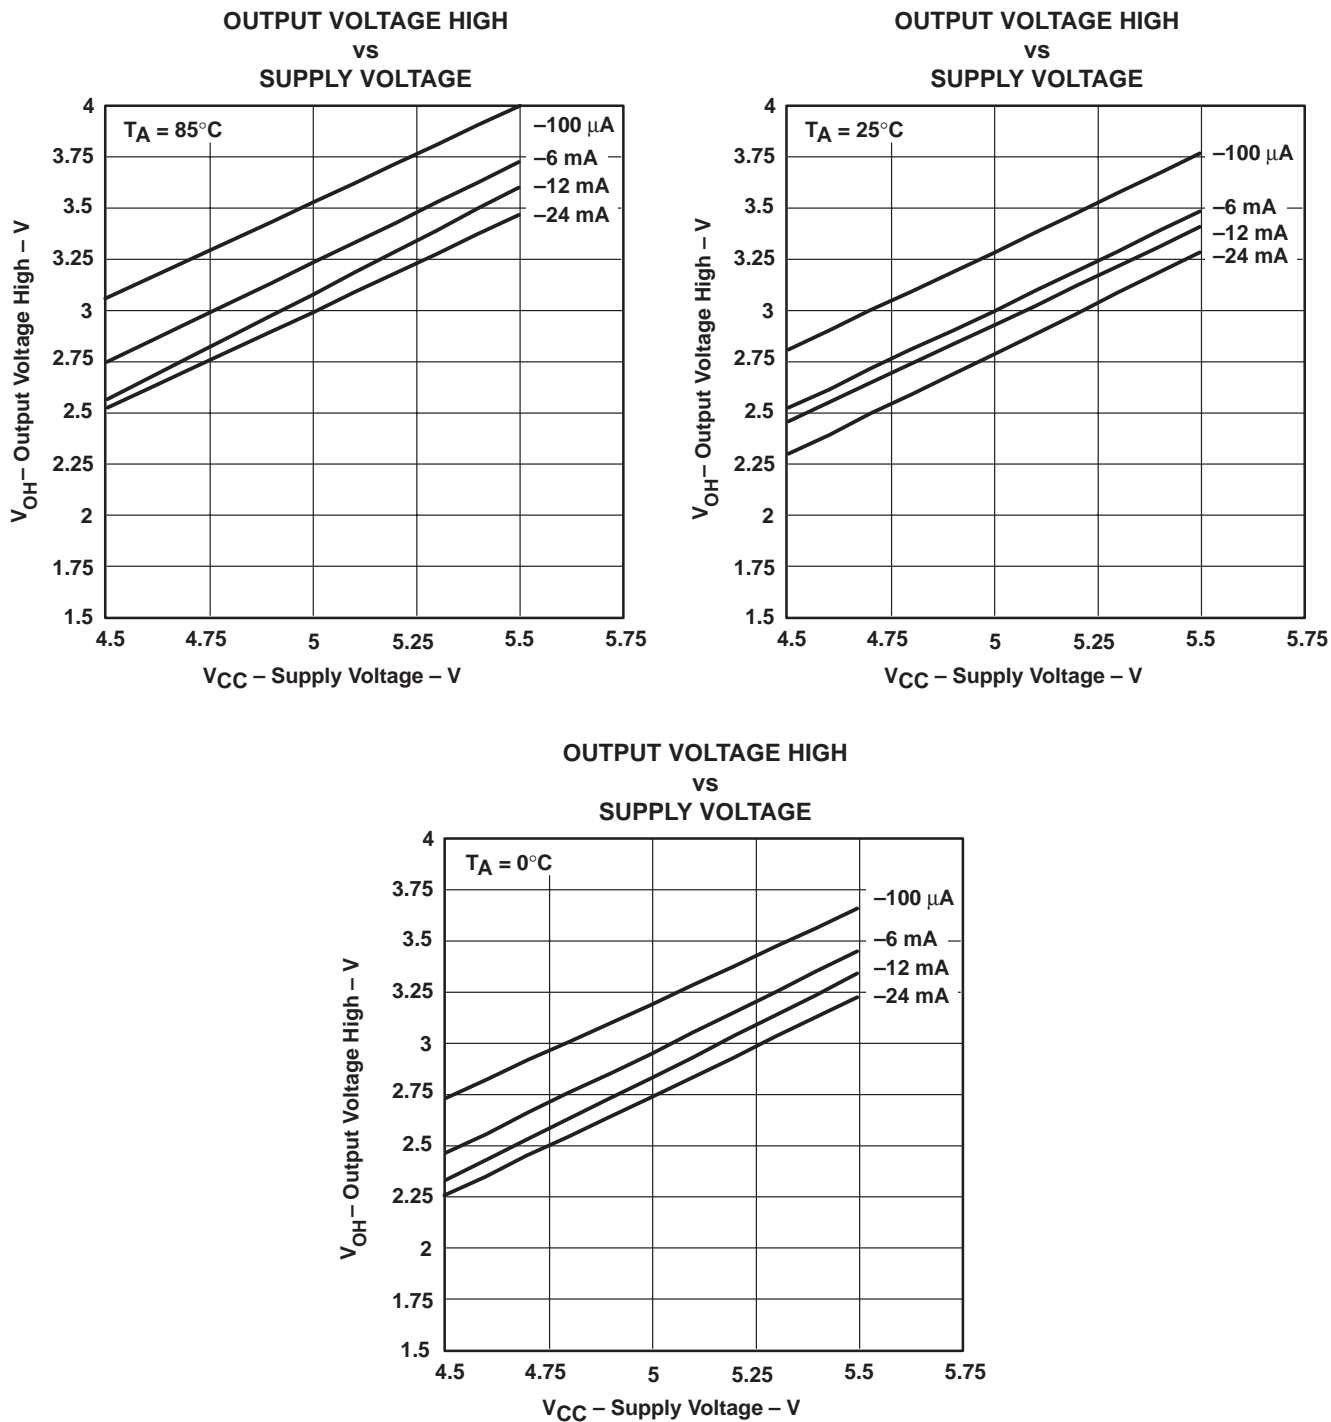 OUTPUT VOLTAGE HIGH
vs
SUPPLY VOLTAGE
TA = 85°C
4
3.75
3.5
3.25
3
2.75
2.5
2.25
2
1.75
1.5
–100 μA
–6 mA
–12 mA
–24 mA
VOH – Output Voltage High – V
4.5 4.75 5 5.25 5.5 5.75
VCC – Supply Voltage – V
OUTPUT VOLTAGE HIGH
vs
SUPPLY VOLTAGE
TA = 25°C
4
3.75
3.5
3.25
3
2.75
2.5
2.25
2
1.75
1.5
–100 μA
–6 mA
–12 mA
–24 mA
VOH – Output Voltage High – V
4.5 4.75 5 5.25 5.5 5.75
VCC – Supply Voltage – V
OUTPUT VOLTAGE HIGH
vs
SUPPLY VOLTAGE
TA = 0°C
4
3.75
3.5
3.25
3
2.75
2.5
2.25
2
1.75
1.5
–100 μA
–6 mA
–12 mA
–24 mA
VOH – Output Voltage High – V
4.5 4.75 5 5.25 5.5 5.75
VCC – Supply Voltage – V